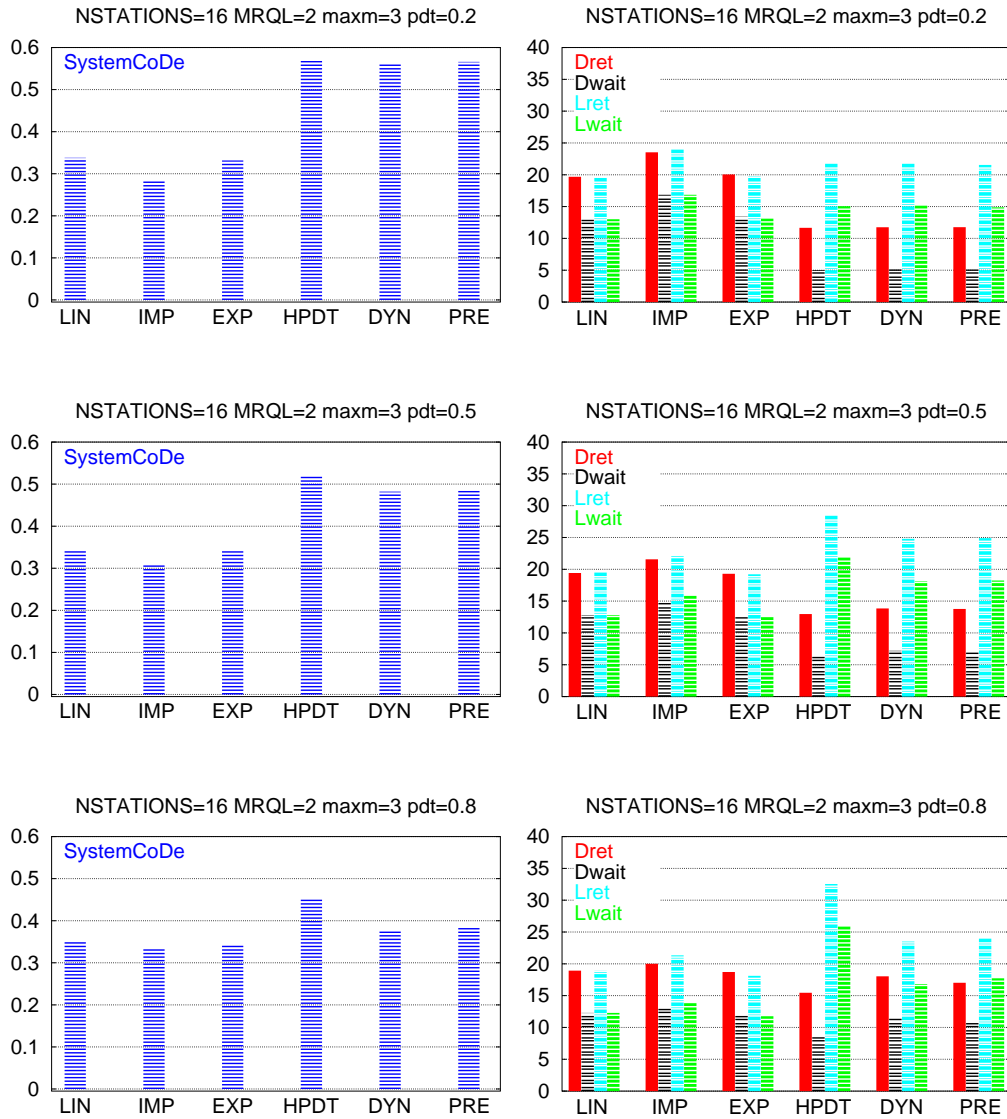 NSTATIONS=16 MRQL=2 maxm=3 pdt=0.2
0.6
0.5
0.4
0.3
0.2
0.1
0
SystemCoDe
LIN IMP EXP HPDT DYN PRE
NSTATIONS=16 MRQL=2 maxm=3 pdt=0.2
40
35
30
25
20
15
10
5
0
Dret
Dwait
Lret
Lwait
LIN IMP EXP HPDT DYN PRE
NSTATIONS=16 MRQL=2 maxm=3 pdt=0.5
0.6
0.5
0.4
0.3
0.2
0.1
0
SystemCoDe
LIN IMP EXP HPDT DYN PRE
NSTATIONS=16 MRQL=2 maxm=3 pdt=0.5
40
35
30
25
20
15
10
5
0
Dret
Dwait
Lret
Lwait
LIN IMP EXP HPDT DYN PRE
NSTATIONS=16 MRQL=2 maxm=3 pdt=0.8
0.6
0.5
0.4
0.3
0.2
0.1
0
SystemCoDe
LIN IMP EXP HPDT DYN PRE
NSTATIONS=16 MRQL=2 maxm=3 pdt=0.8
40
35
30
25
20
15
10
5
0
Dret
Dwait
Lret
Lwait
LIN IMP EXP HPDT DYN PRE